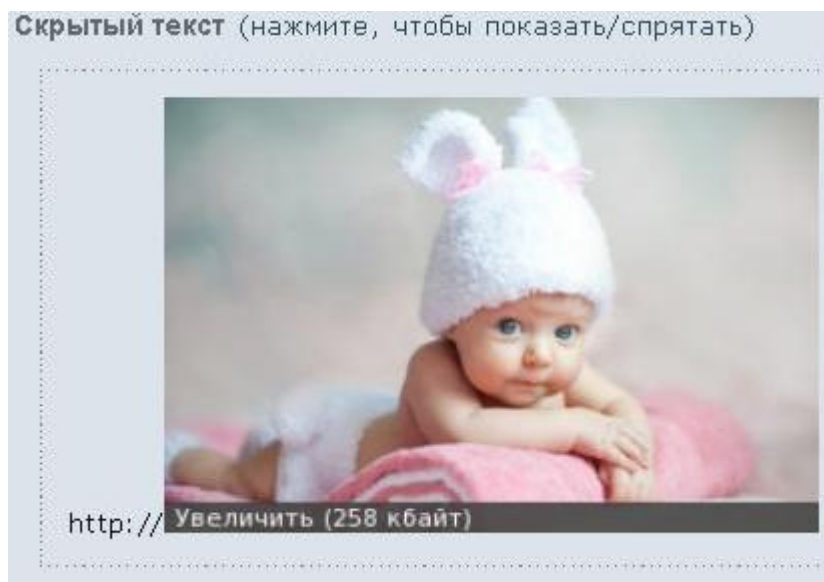 Скрытый текст (нажмите, чтобы показать/спрятать)
http:// Увеличить (258 кбайт)